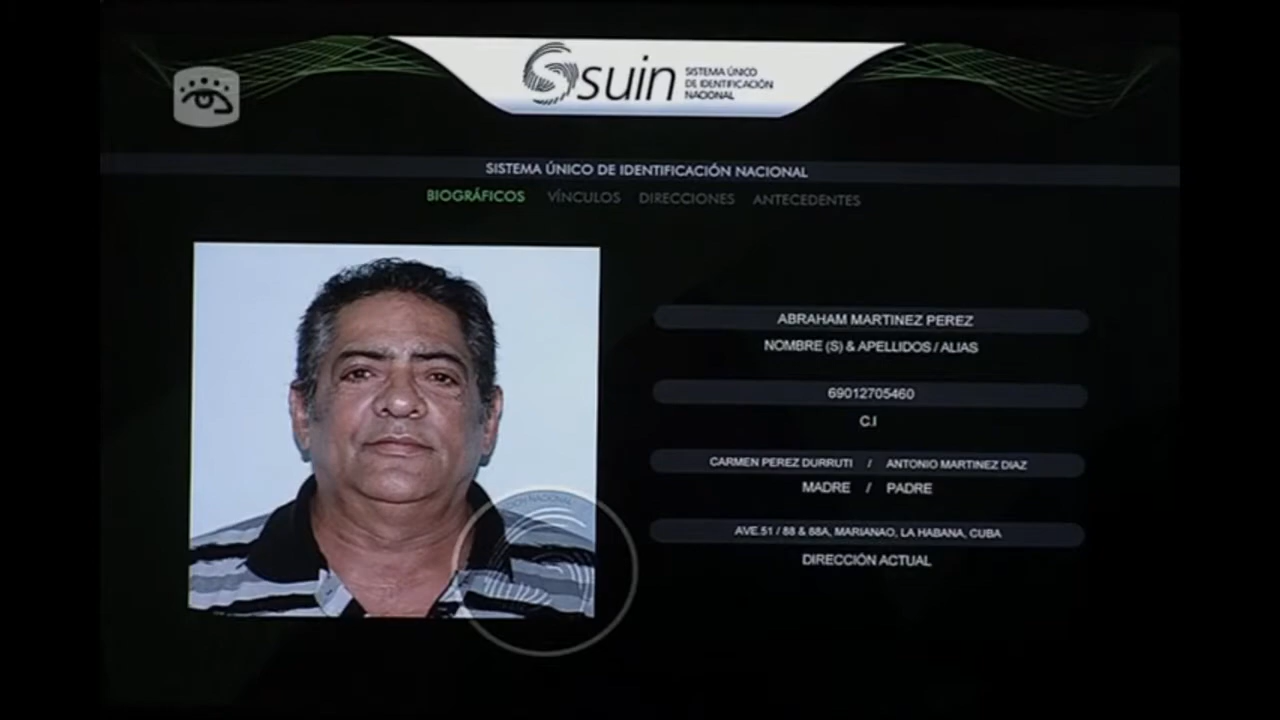 suin
SISTEMA ÚNICO
DE IDENTIFICACIÓN
NACIONAL
SISTEMA ÚNICO DE IDENTIFICACIÓN NACIONAL
BIOGRÁFICOS VÍNCULOS DIRECCIONES ANTECEDENTES
ABRAHAM MARTINEZ PEREZ
NOMBRE (S) & APELLIDOS / ALIAS
69012705460
C.I
CARMEN PEREZ DURRUTI / ANTONIO MARTINEZ DIAZ
MADRE / PADRE
AVE.51 / 88 & 68A, MARIANAO, LA HABANA, CUBA
DIRECCIÓN ACTUAL
NACIONAL